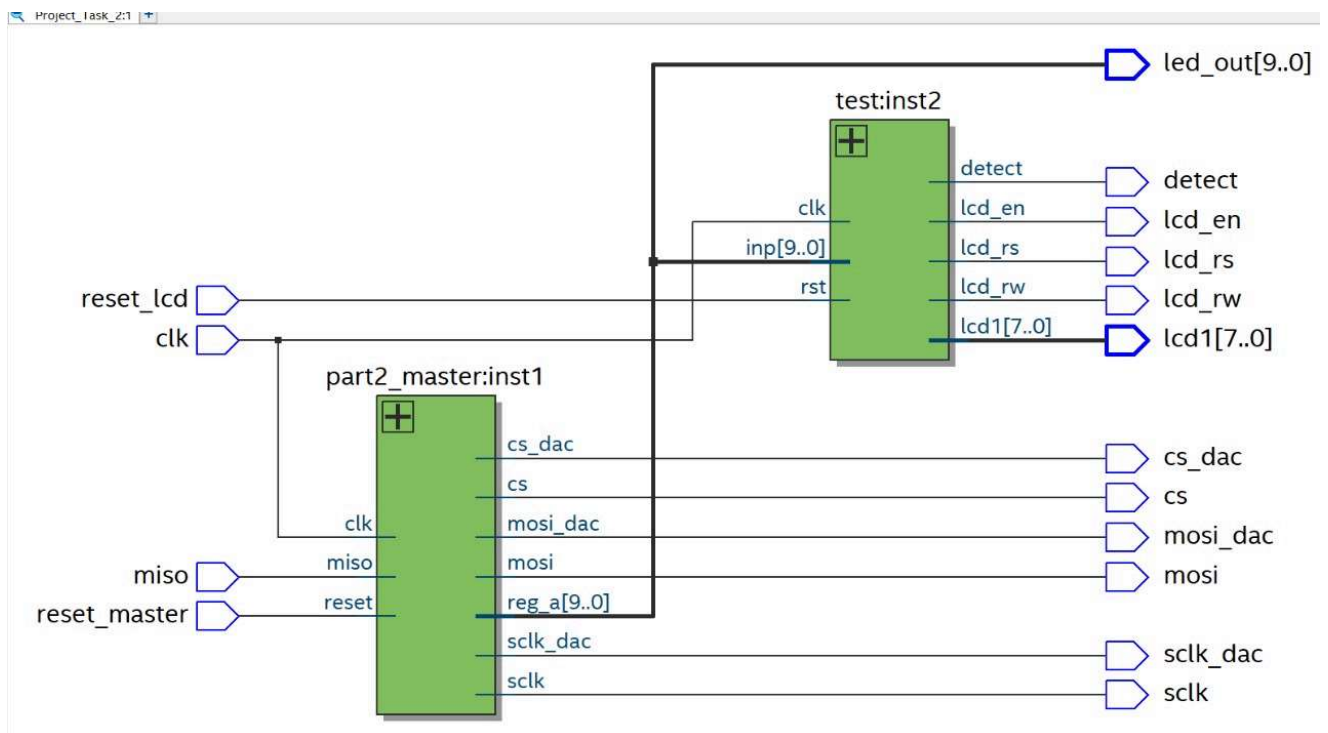 Project_Task_2:1
led_out[9..0]
test:inst2
detect
detect
clk
lcd_en
lcd_en
inp[9..0]
lcd_rs
lcd_rs
reset_lcd
rst
lcd_rw
lcd_rw
clk
lcd1[7..0]
lcd1[7..0]
part2_master:inst1
cs_dac
cs_dac
cs
cs
clk
mosi_dac
mosi_dac
miso
miso
mosi
mosi
reset_master
reset
reg_a[9..0]
sclk_dac
sclk_dac
sclk
sclk